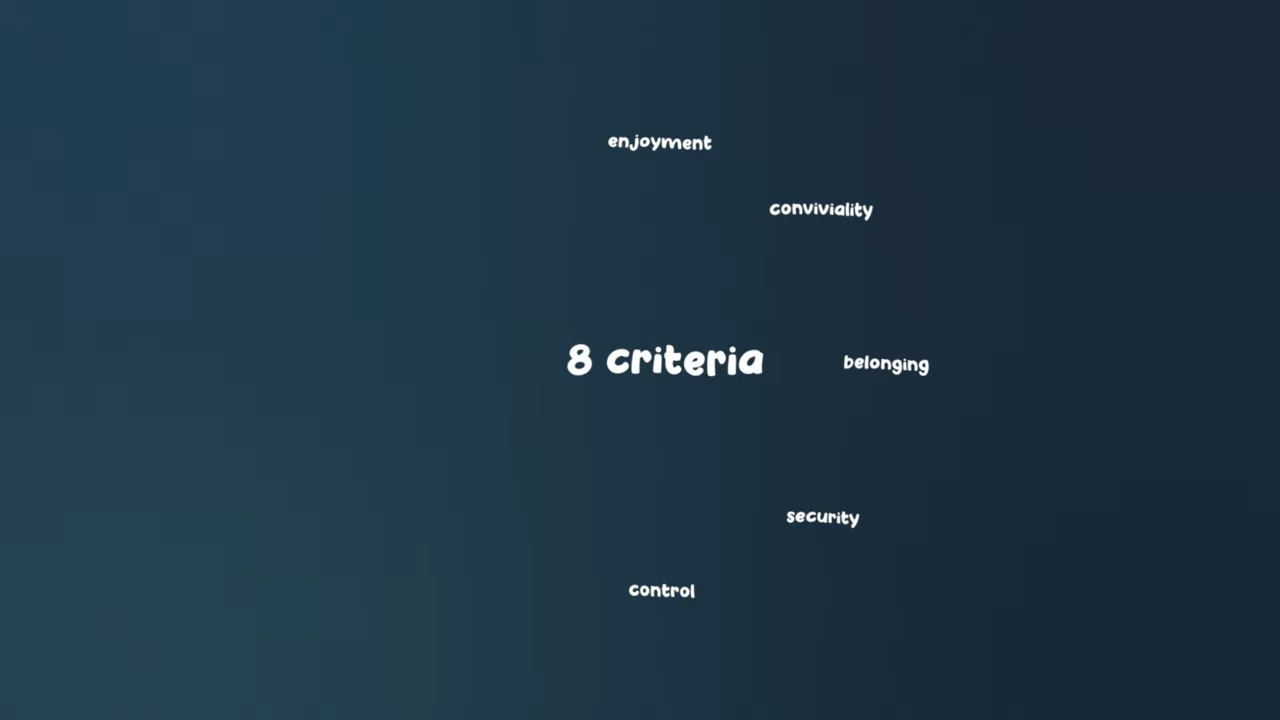 enjoyment
conviviality
8 criteria
belonging
security
control